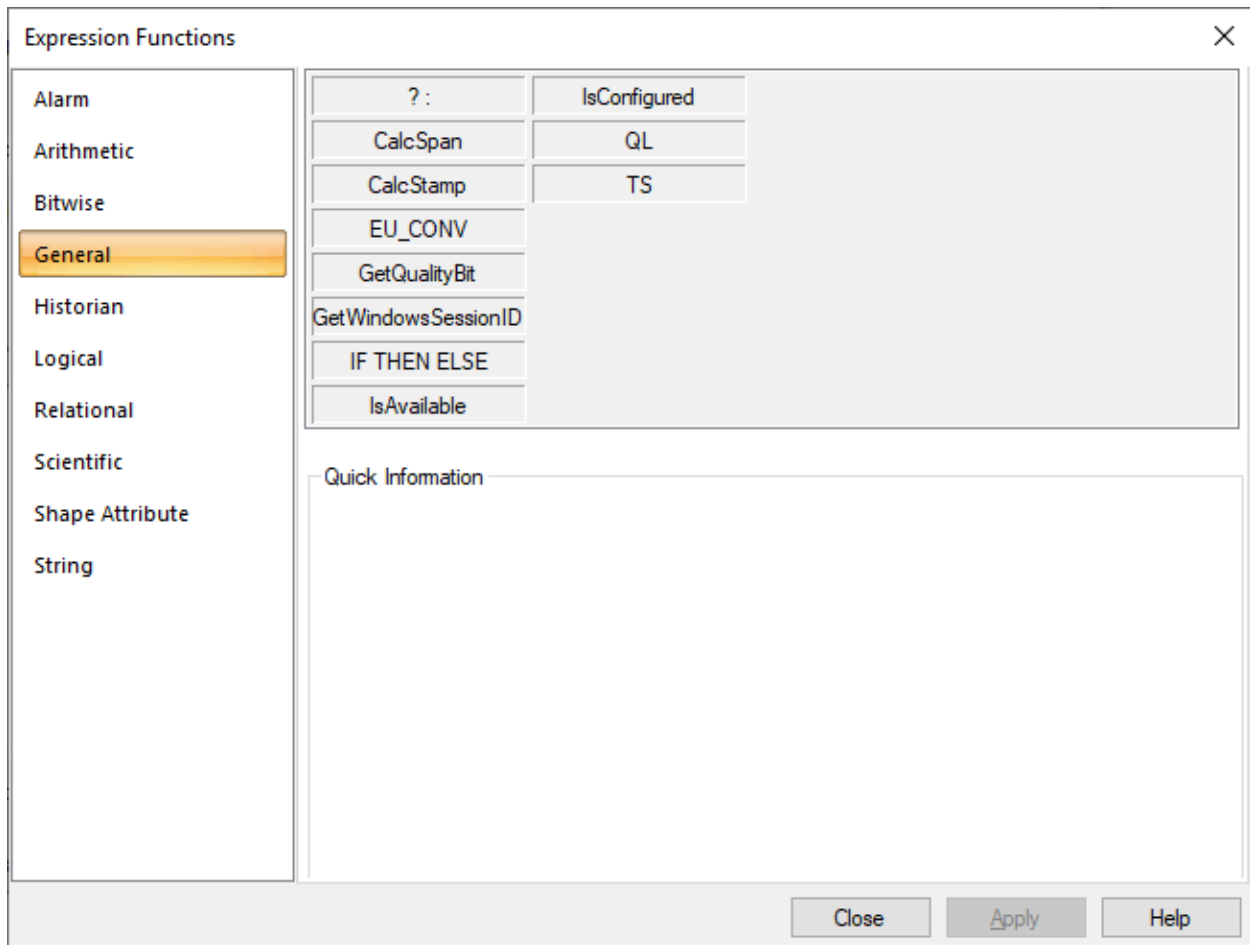 Expression Functions
Alarm
Arithmetic
Bitwise
General
Historian
Logical
Relational
Scientific
Shape Attribute
String
? :
IsConfigured
CalcSpan
QL
CalcStamp
TS
EU_CONV
GetQualityBit
GetWindowsSessionID
IF THEN ELSE
IsAvailable
Quick Information
Close
Apply
Help